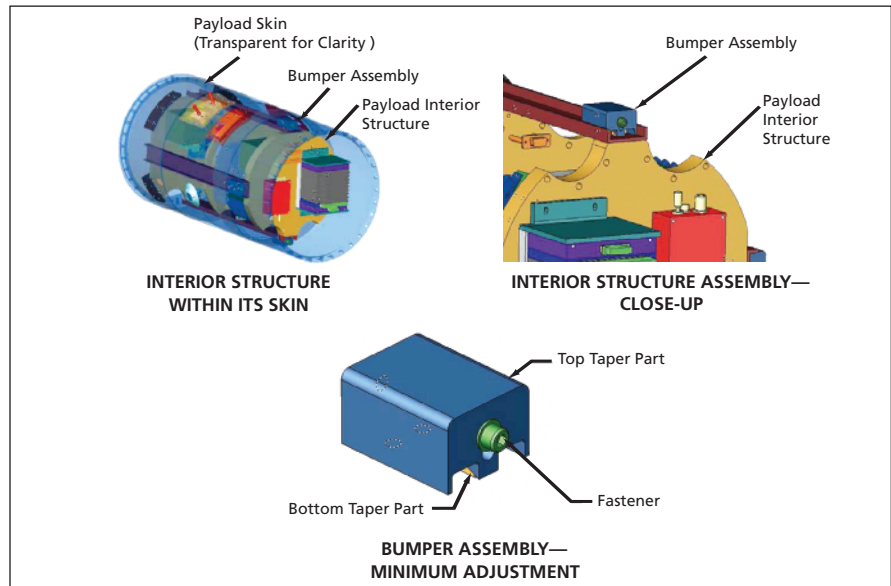 Payload Skin
(Transparent for Clarity )
Bumper Assembly
Payload Interior
Structure
INTERIOR STRUCTURE
WITHIN ITS SKIN
Bumper Assembly
Payload
Interior
Structure
INTERIOR STRUCTURE ASSEMBLY—
CLOSE-UP
Top Taper Part
Bottom Taper Part
Fastener
BUMPER ASSEMBLY—
MINIMUM ADJUSTMENT